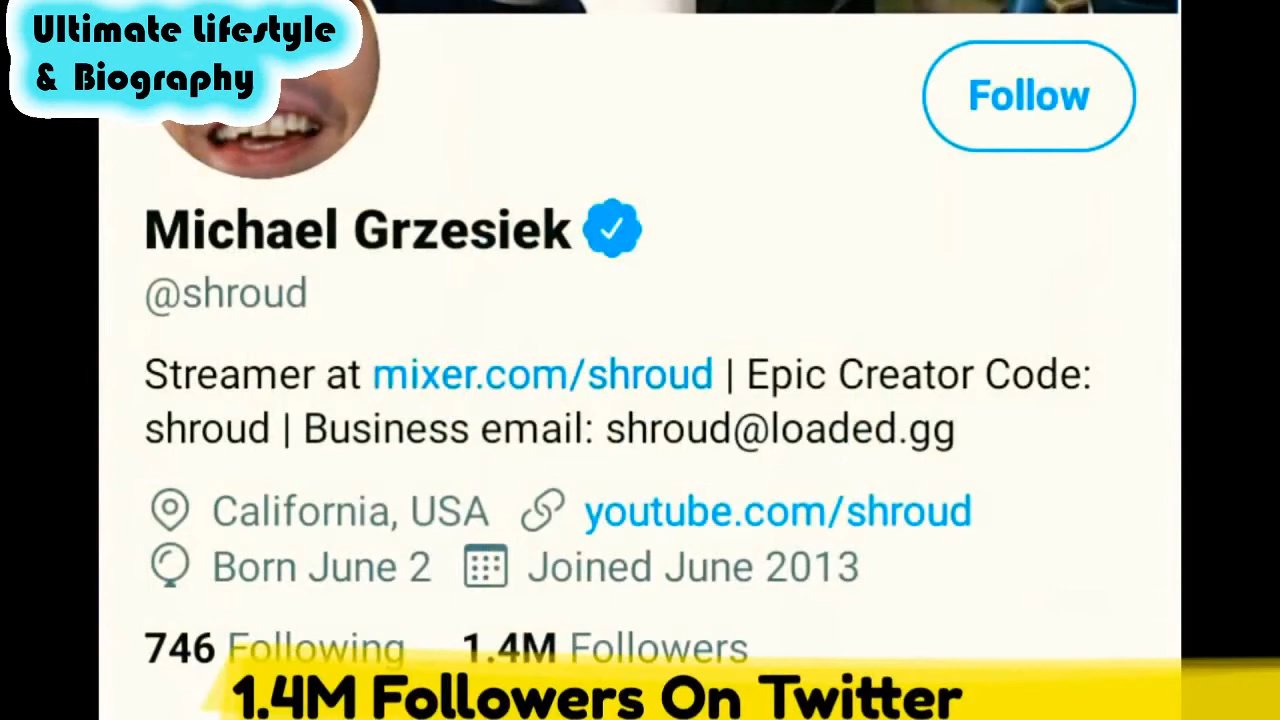 Ultimate Lifestyle
& Biography
Follow
Michael Grzesiek
@shroud
Streamer at mixer.com/shroud | Epic Creator Code:
shroud | Business email: shroud@loaded.gg
California, USA youtube.com/shroud
Born June 2 Joined June 2013
746 Following 1.4M Followers
1.4M Followers On Twitter